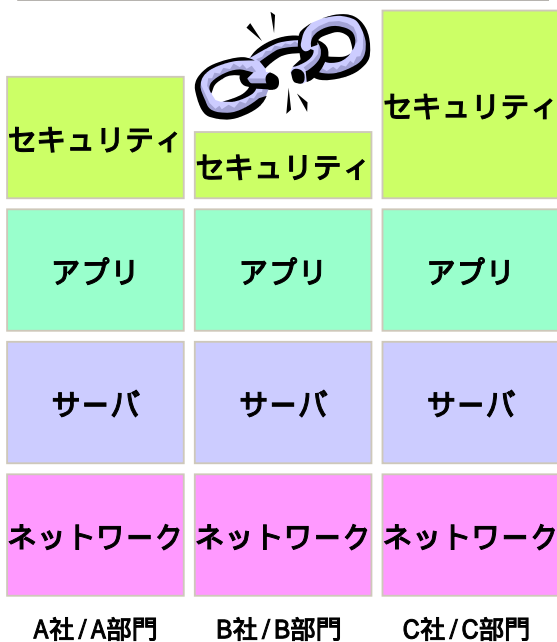 セキュリティ
セキュリティ
セキュリティ
アプリ
アプリ
アプリ
サーバ
サーバ
サーバ
ネットワーク
ネットワーク
ネットワーク
A社/A部門
B社/B部門
C社/C部門